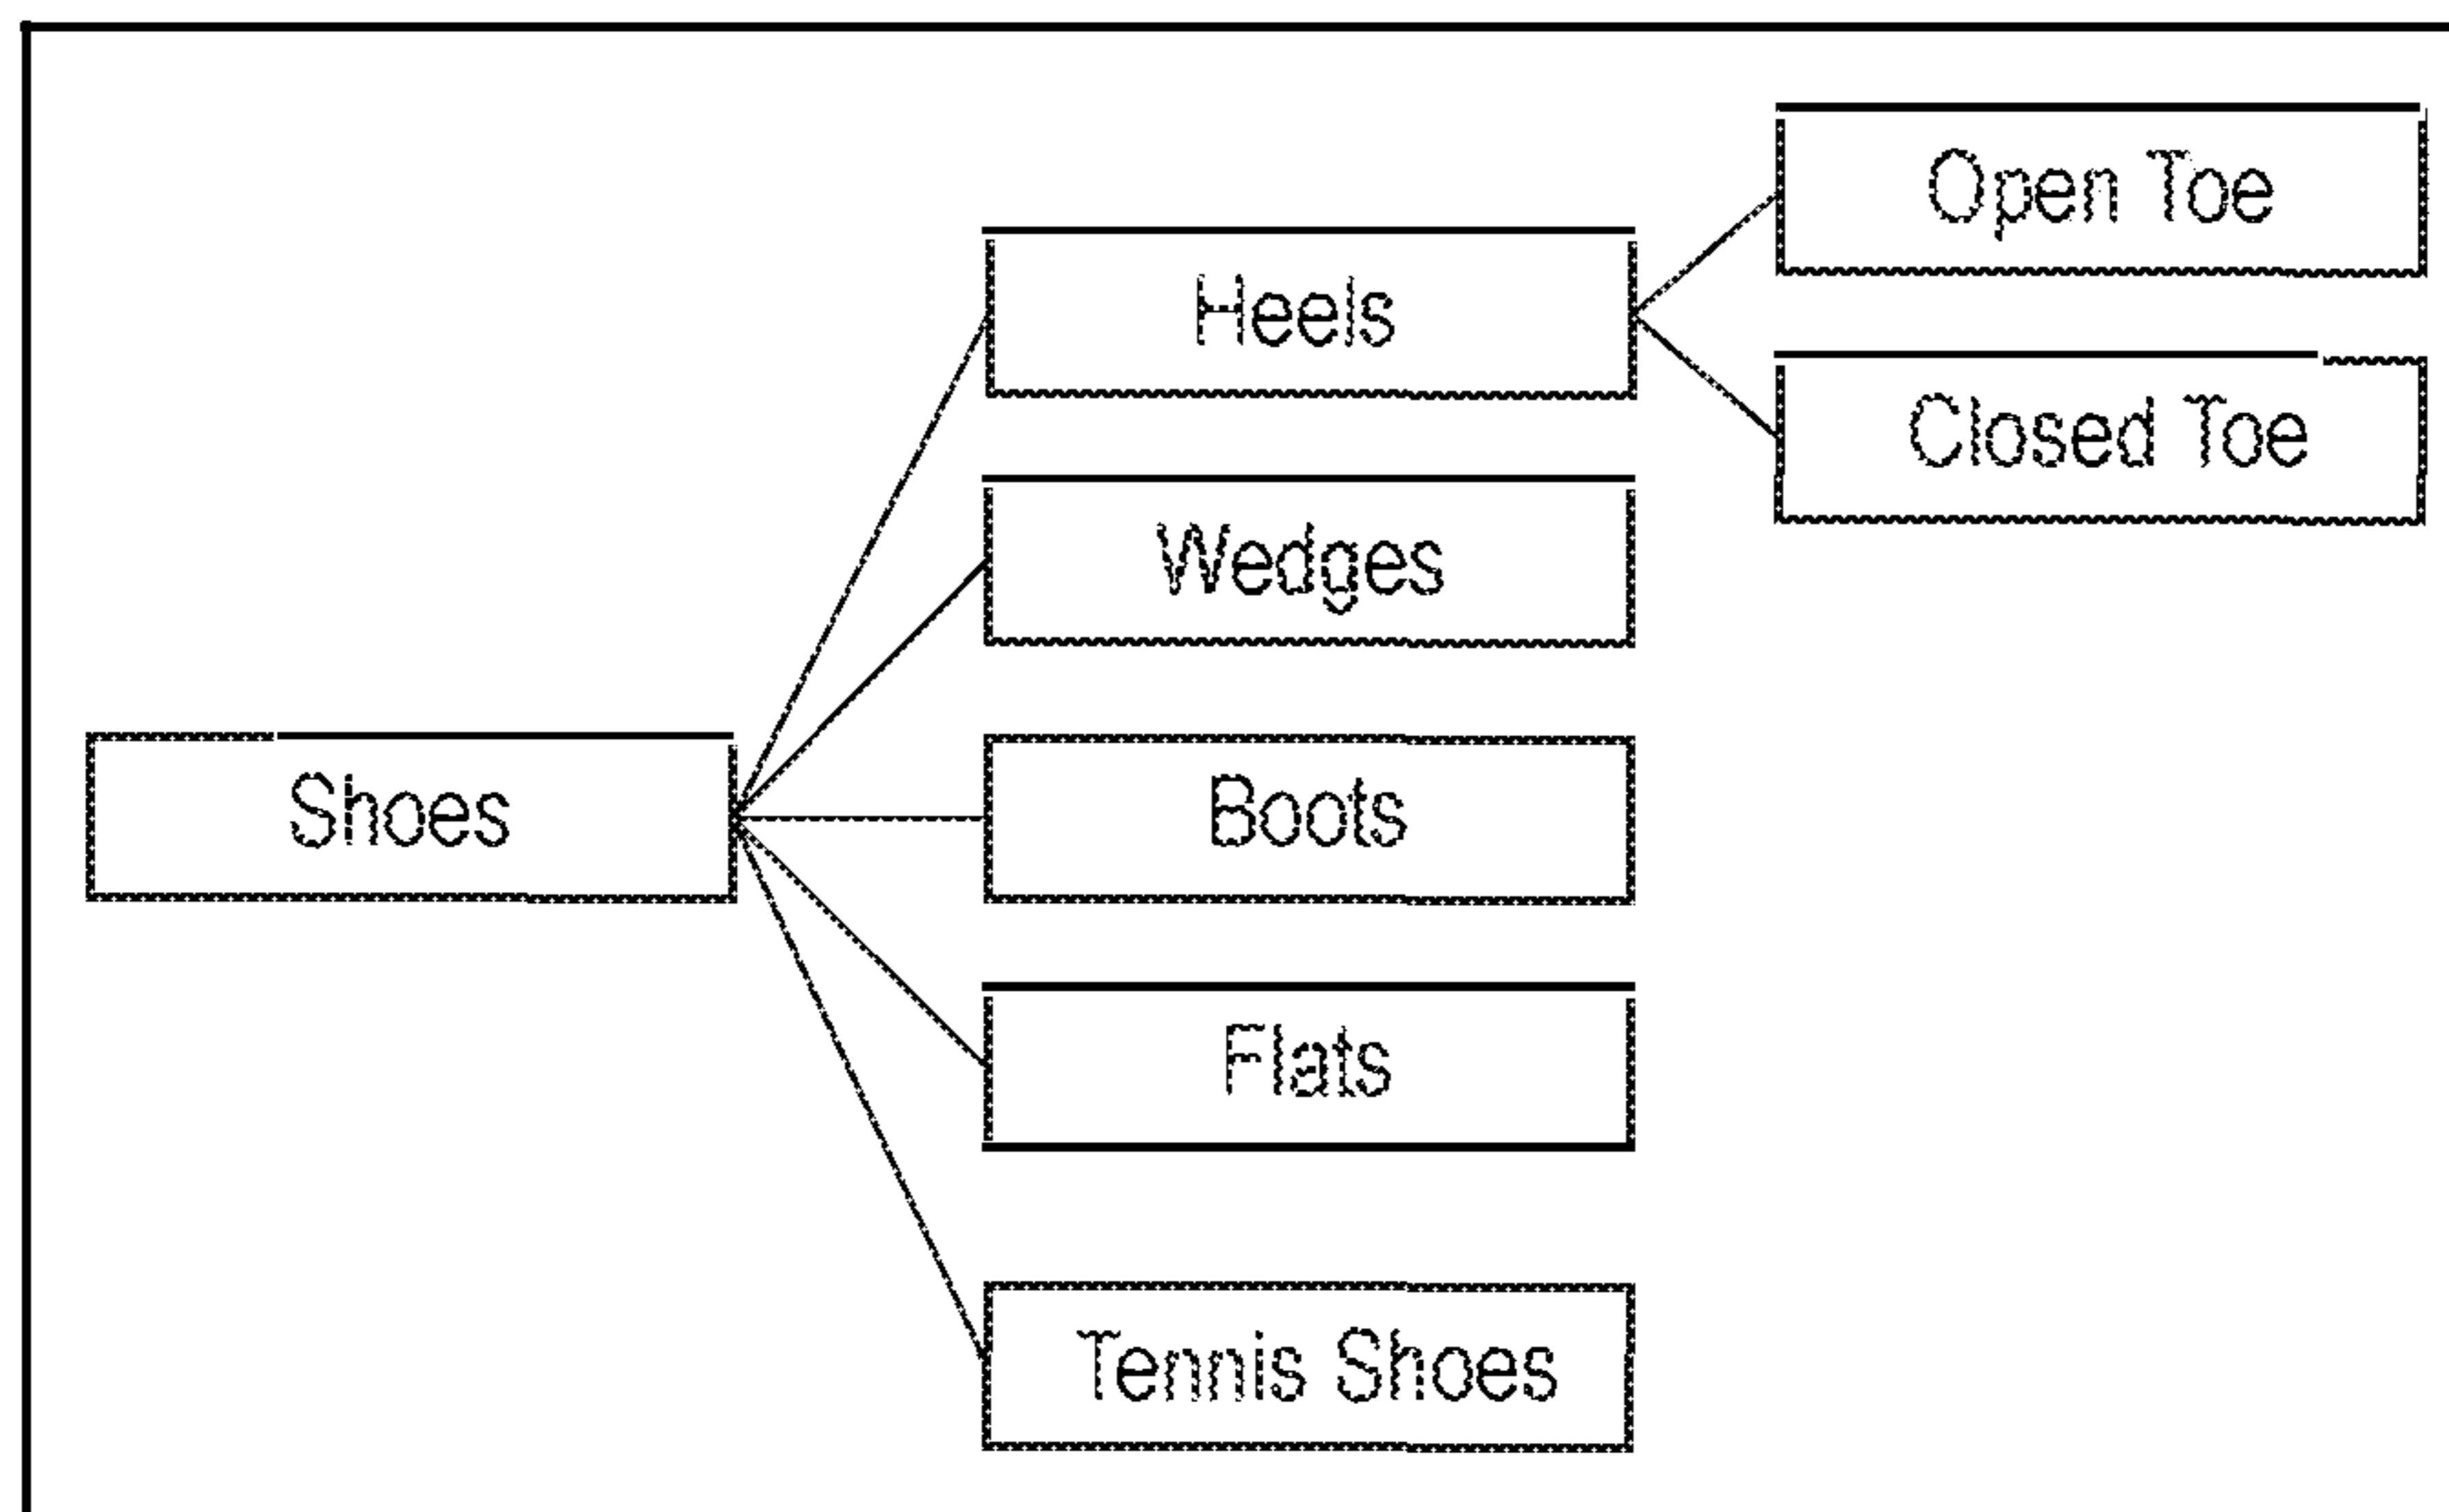 Open Toe
Heels
Closed Toe
Wedges
Shoes
Boots
Flats
Tennis Shoes